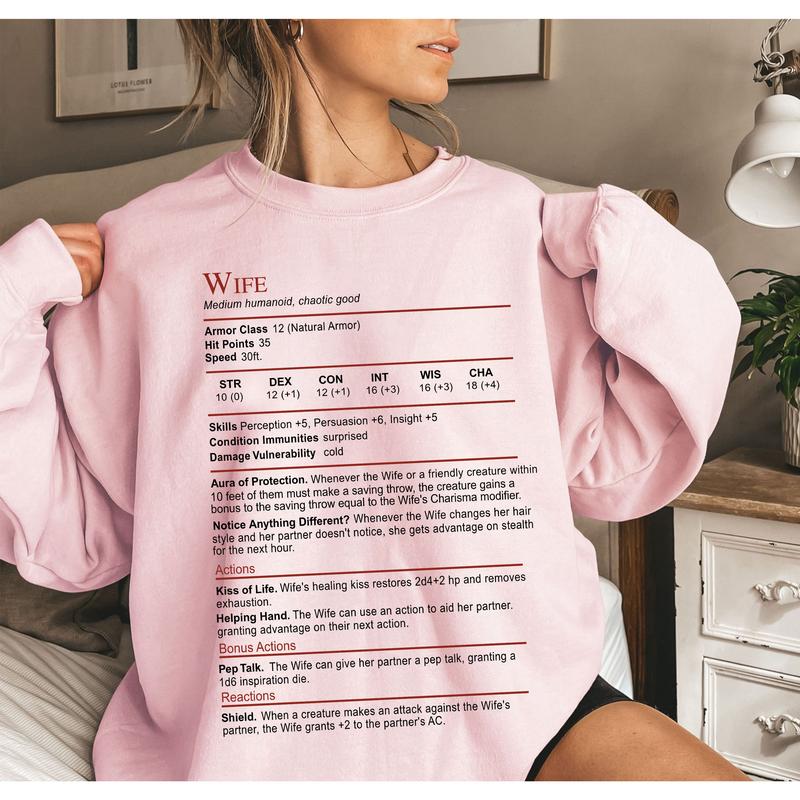 LOTUS FLOWER
WIFE
Medium humanoid, chaotic good
Armor Class 12 (Natural Armor)
Hit Points 35
Speed 30ft.
STR DEX CON INT WIS CHA
10 (0) 12 (+1) 12 (+1) 16 (+3) 16 (+3) 18 (+4)
Skills Perception +5, Persuasion +6, Insight +5
Condition Immunities surprised
Damage Vulnerability cold
Aura of Protection. Whenever the Wife or a friendly creature within
10 feet of them must make a saving throw, the creature gains a
bonus to the saving throw equal to the Wife's Charisma modifier.
Notice Anything Different? Whenever the Wife changes her hair
style and her partner doesn't notice, she gets advantage on stealth
for the next hour.
Actions
Kiss of Life. Wife's healing kiss restores 2d4+2 hp and removes
exhaustion.
Helping Hand. The Wife can use an action to aid her partner.
granting advantage on their next action.
Bonus Actions
Pep Talk. The Wife can give her partner a pep talk, granting a
1d6 inspiration die.
Reactions
Shield. When a creature makes an attack against the Wife's
partner, the Wife grants +2 to the partner's AC.